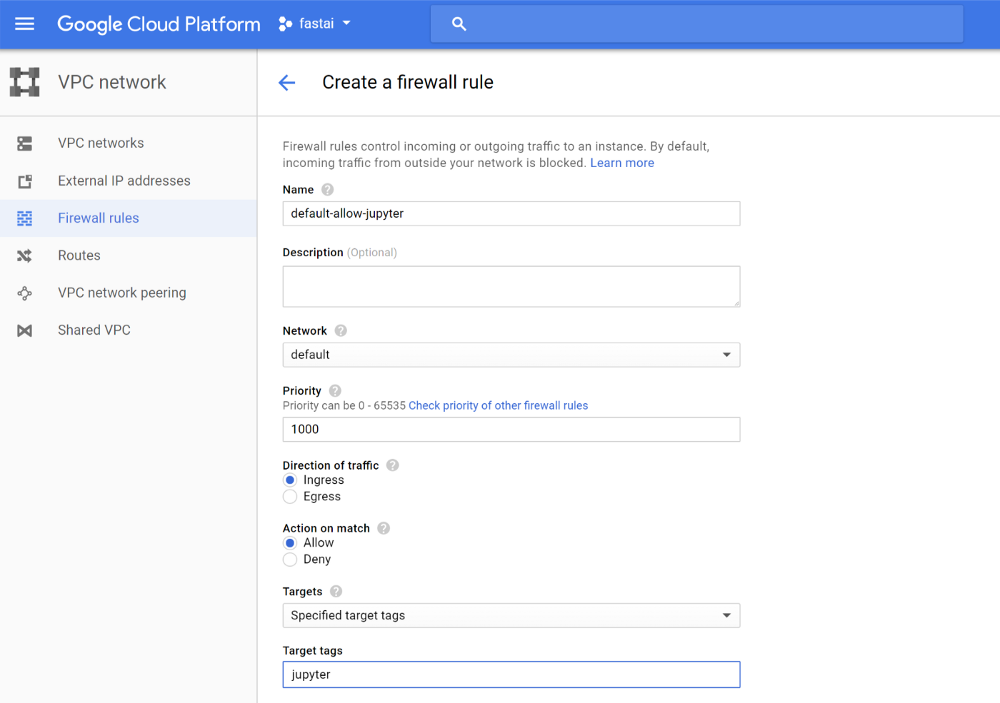 Google Cloud Platform
fastai
VPC network
Create a firewall rule
VPC networks
External IP addresses
Firewall rules
Routes
VPC network peering
Shared VPC
Firewall rules control incoming or outgoing traffic to an instance. By default,
incoming traffic from outside your network is blocked. Learn more
Name ?
default-allow-jupyter
Description (Optional)
Network ?
default
Priority ?
Priority can be 0 - 65535 Check priority of other firewall rules
1000
Direction of traffic ?
Ingress
Egress
Action on match ?
Allow
Deny
Targets ?
Specified target tags
Target tags
jupyter